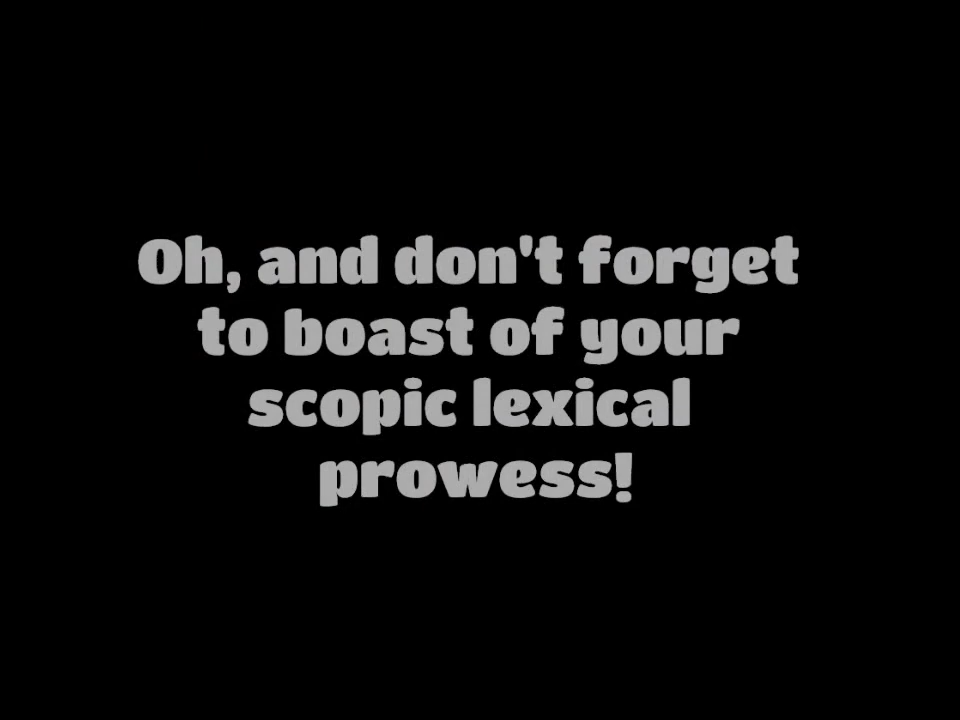 Oh, and don't forget
to boast of your
scopic lexical
prowess!